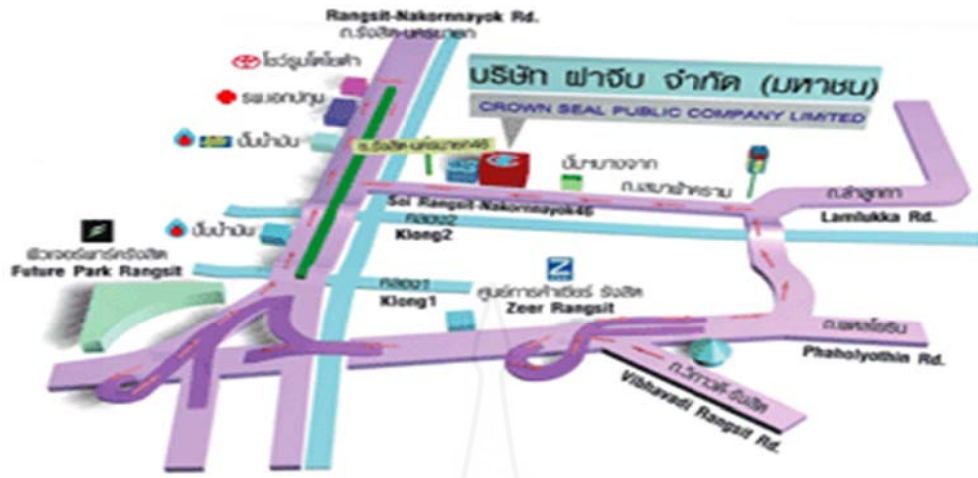 Rangsit-Nakornnayok Rd.
ถ.รังสิต-นครนายก
โชว์รูมโตโยต้า
รพ.เอกปทุม
ปั๊มน้ำมัน
บริษัท ฝาจีบ จำกัด (มหาชน)
CROWN SEAL PUBLIC COMPANY LIMITED
ซ.รังสิต-นครนายก46
ปั๊มฯบางจาก
ถ.เสมาฟ้าคราม
ถ.ลำลูกกา
Lamlukka Rd.
Soi Rangsit-Nakornnayok46
คลอง2
Klong2
ปั๊มน้ำมัน
ฟิวเจอร์พาร์ครังสิต
Future Park Rangsit
คลอง1
Klong1
Z
ศูนย์การค้าเซียร์ รังสิต
Zeer Rangsit
ถ.พหลโยธิน
Phaholyothin Rd.
ถ.วิภาวดี-รังสิต
Vibhavadi Rangsit Rd.